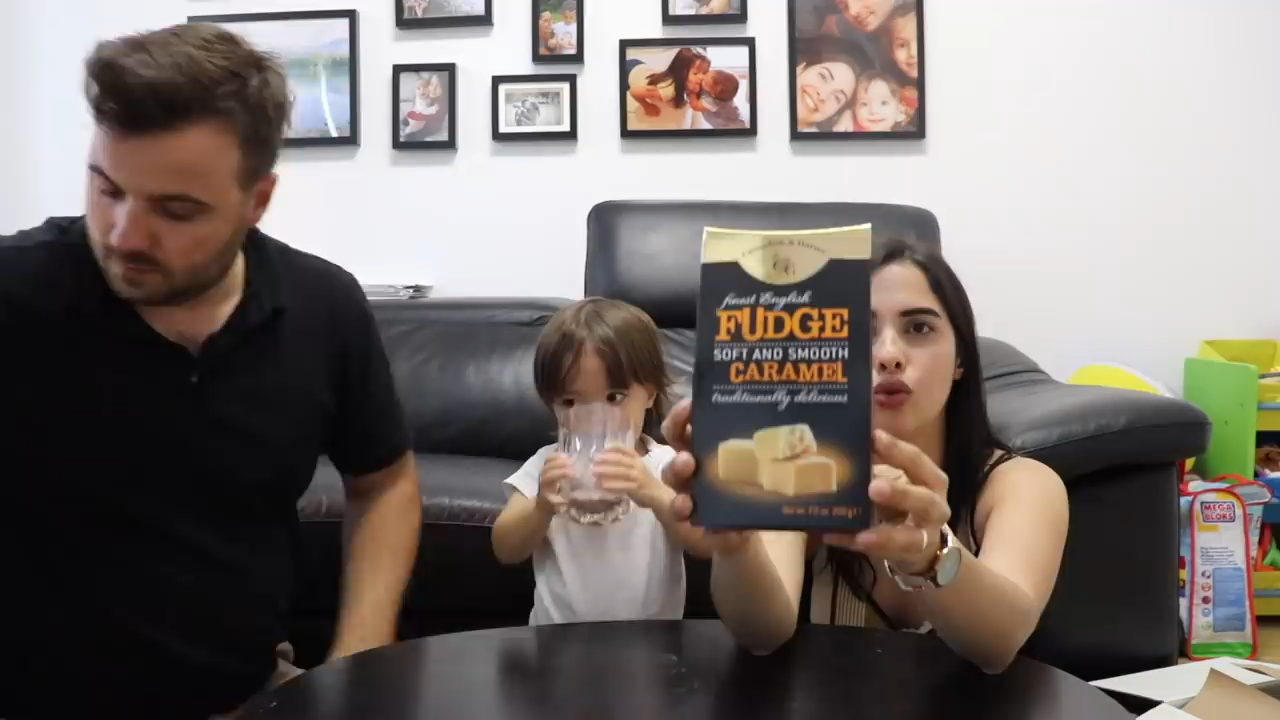 finest English
FUDGE
SOFT AND SMOOTH
CARAMEL
traditionally delicious
MEGA
BLOKS